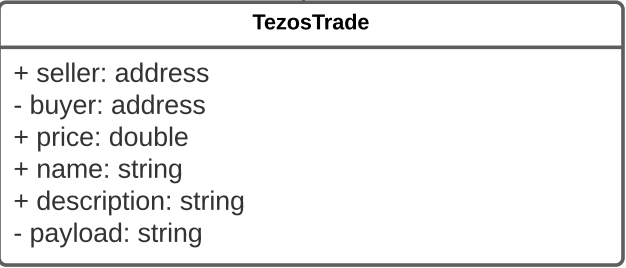 TezosTrade
+ seller: address
- buyer: address
+ price: double
+ name: string
+ description: string
- payload: string